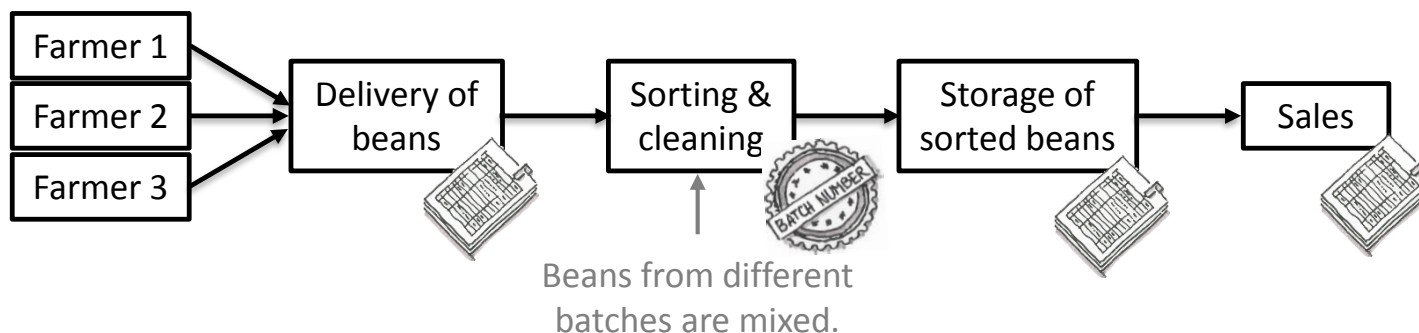 Farmer 1
Farmer 2
Farmer 3
Delivery of
beans
Sorting &
cleaning
BATCH NUMBER
Storage of
sorted beans
Sales
Beans from different
batches are mixed.